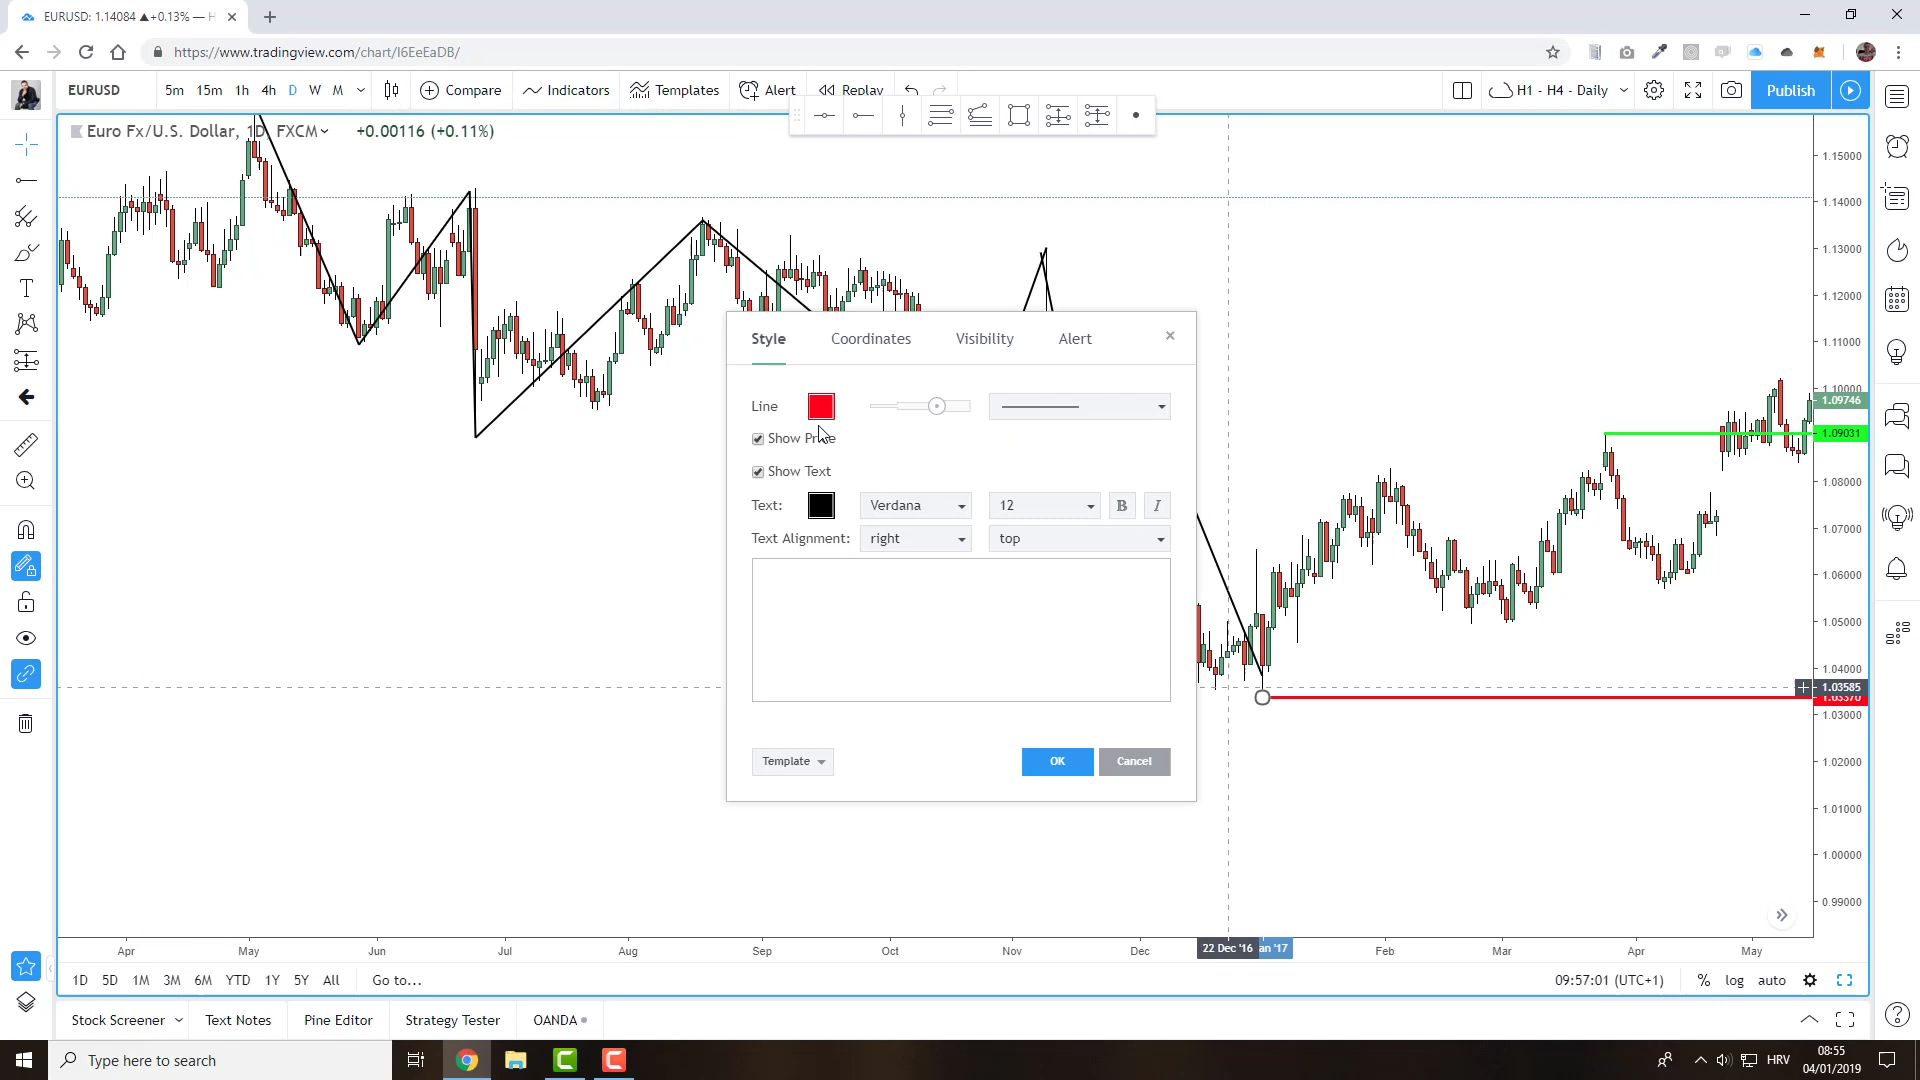 EURUSD: 1.14084 ▲+0.13% — H
https://www.tradingview.com/chart/I6EeEaDB/
EURUSD 5m 15m 1h 4h D W M Compare Indicators Templates Alert Replay H1 - H4 - Daily Publish
Euro Fx/U.S. Dollar, 1D, FXCM +0.00116 (+0.11%)
1.15000
1.14000
1.13000
1.12000
1.11000
1.10000
1.09746
1.09031
1.08000
1.07000
1.06000
1.05000
1.04000
1.03585
1.03370
1.03000
1.02000
1.01000
1.00000
0.99000
Style Coordinates Visibility Alert
Line
Show Price
Show Text
Text: Verdana 12 B I
Text Alignment: right top
Template OK Cancel
Apr May Jun Jul Aug Sep Oct Nov Dec 22 Dec '16 an '17 Feb Mar Apr May
1D 5D 1M 3M 6M YTD 1Y 5Y All Go to... 09:57:01 (UTC+1) % log auto
Stock Screener Text Notes Pine Editor Strategy Tester OANDA
Type here to search HRV 08:55
04/01/2019